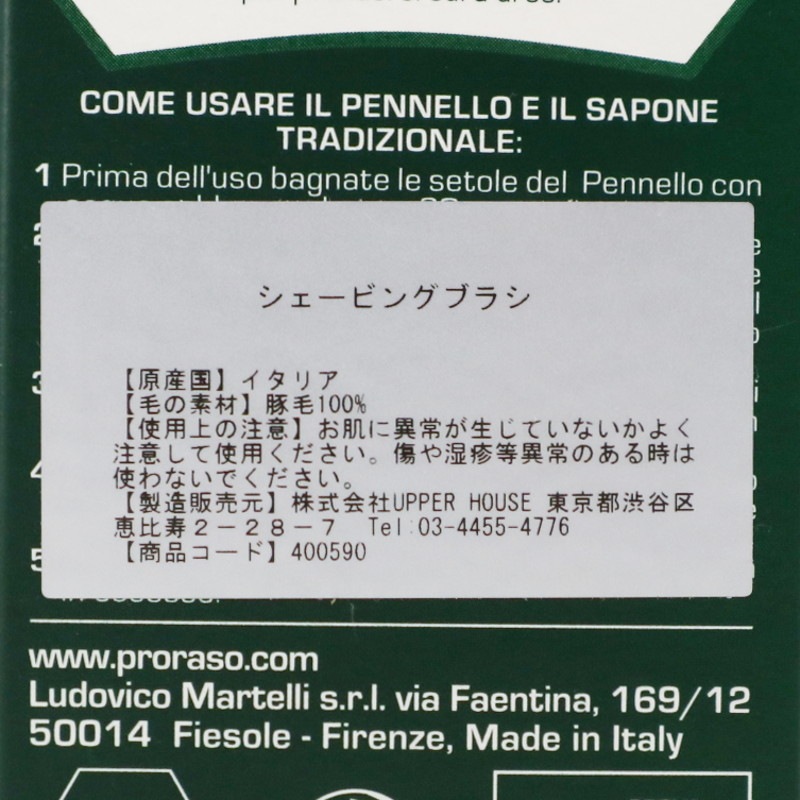 COME USARE IL PENNELLO E IL SAPONE
TRADIZIONALE:
1 Prima dell'uso bagnate le setole del Pennello con
シェービングブラシ
【原産国】イタリア
【毛の素材】豚毛100%
【使用上の注意】お肌に異常が生じていないかよく
注意して使用ください。傷や湿疹等異常のある時は
使わないでください。
【製造販売元】株式会社UPPER HOUSE 東京都渋谷区
恵比寿2－28－7 Tel:03-4455-4776
【商品コード】400590
www.proraso.com
Ludovico Martelli s.r.l. via Faentina, 169/12
50014 Fiesole - Firenze, Made in Italy